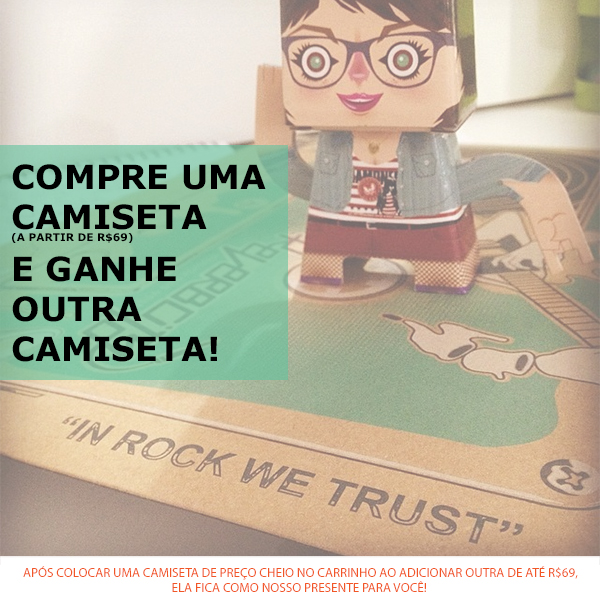 COMPRE UMA
CAMISETA
(A PARTIR DE R$69)
E GANHE
OUTRA
CAMISETA!
"IN ROCK WE TRUST"
APÓS COLOCAR UMA CAMISETA DE PREÇO CHEIO NO CARRINHO AO ADICIONAR OUTRA DE ATÉ R$69,
ELA FICA COMO NOSSO PRESENTE PARA VOCÊ!